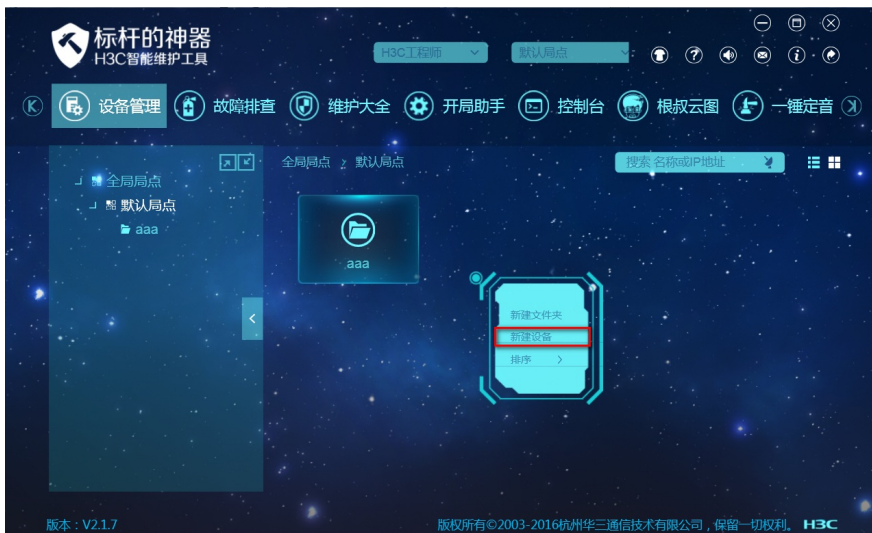 标杆的神器
H3C智能维护工具
H3C工程师
默认局点
设备管理
故障排查
维护大全
开局助手
控制台
根叔云图
一锤定音
全局局点
默认局点
aaa
全局局点 > 默认局点
搜索 名称或IP地址
aaa
新建文件夹
新建设备
排序 >
版本：V2.1.7
版权所有©2003-2016杭州华三通信技术有限公司，保留一切权利。 H3C